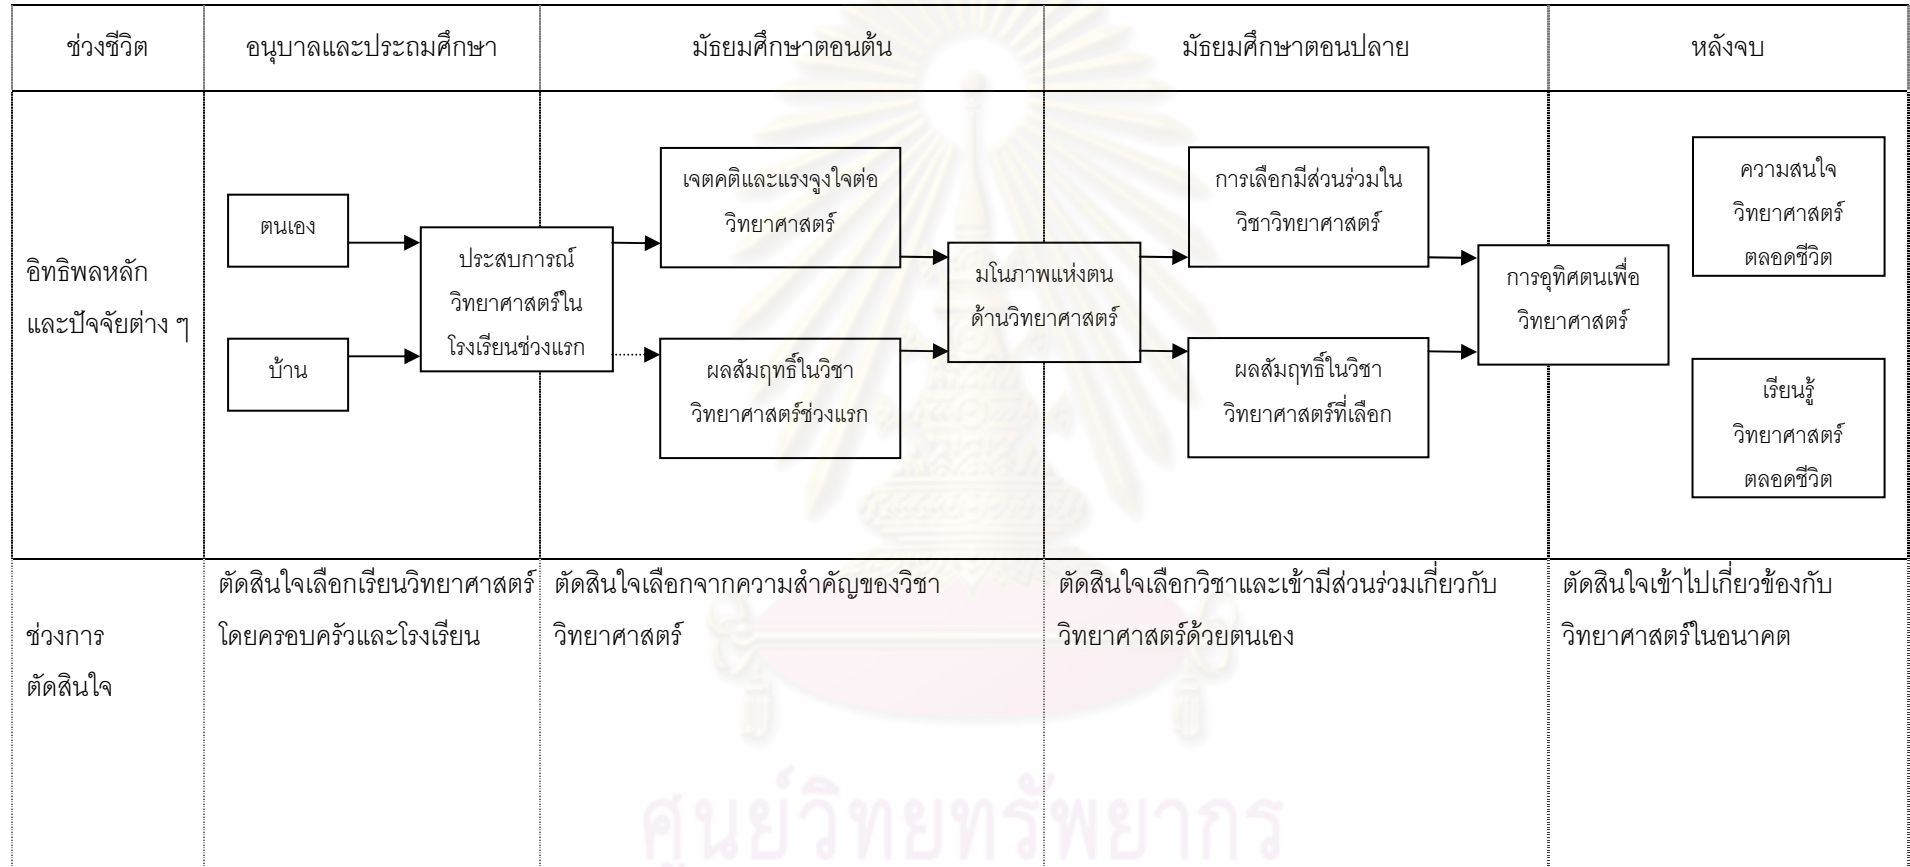 ช่วงชีวิต
อนุบาลและประถมศึกษา
มัธยมศึกษาตอนต้น
มัธยมศึกษาตอนปลาย
หลังจบ
อิทธิพลหลัก
และปัจจัยต่าง ๆ
ตนเอง
บ้าน
ประสบการณ์
วิทยาศาสตร์ใน
โรงเรียนช่วงแรก
เจตคติและแรงจูงใจต่อ
วิทยาศาสตร์
ผลสัมฤทธิ์ในวิชา
วิทยาศาสตร์ช่วงแรก
มโนภาพแห่งตน
ด้านวิทยาศาสตร์
การเลือกมีส่วนร่วมใน
วิชาวิทยาศาสตร์
ผลสัมฤทธิ์ในวิชา
วิทยาศาสตร์ที่เลือก
การอุทิศตนเพื่อ
วิทยาศาสตร์
ความสนใจ
วิทยาศาสตร์
ตลอดชีวิต
เรียนรู้
วิทยาศาสตร์
ตลอดชีวิต
ช่วงการ
ตัดสินใจ
ตัดสินใจเลือกเรียนวิทยาศาสตร์
โดยครอบครัวและโรงเรียน
ตัดสินใจเลือกจากความสำคัญของวิชา
วิทยาศาสตร์
ตัดสินใจเลือกวิชาและเข้ามีส่วนร่วมเกี่ยวกับ
วิทยาศาสตร์ด้วยตนเอง
ตัดสินใจเข้าไปเกี่ยวข้องกับ
วิทยาศาสตร์ในอนาคต
ศูนย์วิทยทรัพยากร